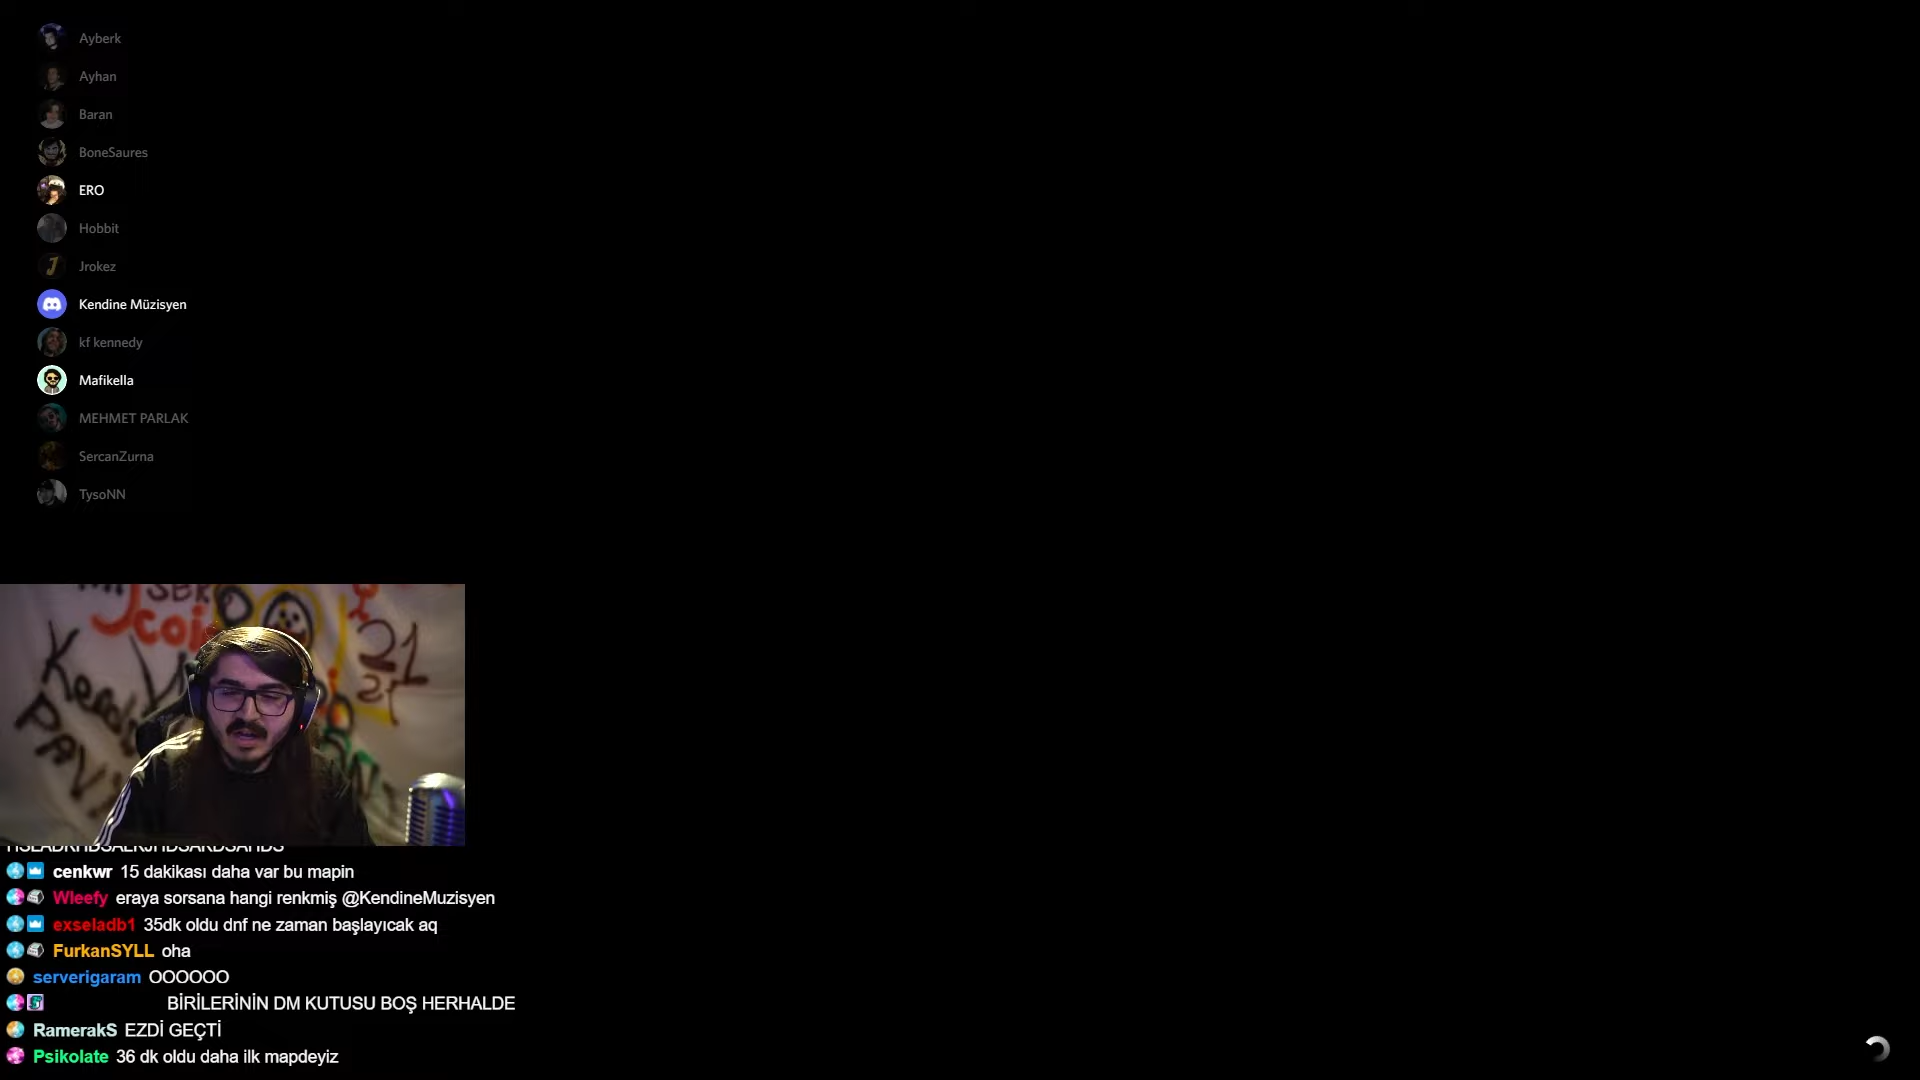 Ayberk
Ayhan
Baran
BoneSaures
ERO
Hobbit
Jrokez
Kendine Müzisyen
kf kennedy
Mafikella
MEHMET PARLAK
SercanZurna
TysoNN
coi
21
21
cenkwr 15 dakikası daha var bu mapin
Wleefy eraya sorsana hangi renkmiş @KendineMuzisyen
exseladb1 35dk oldu dnf ne zaman başlayıcak aq
FurkanSYLL oha
serverigaram OOOOOO
BİRİLERİNİN DM KUTUSU BOŞ HERHALDE
RamerakS EZDİ GEÇTİ
Psikolate 36 dk oldu daha ilk mapdeyiz